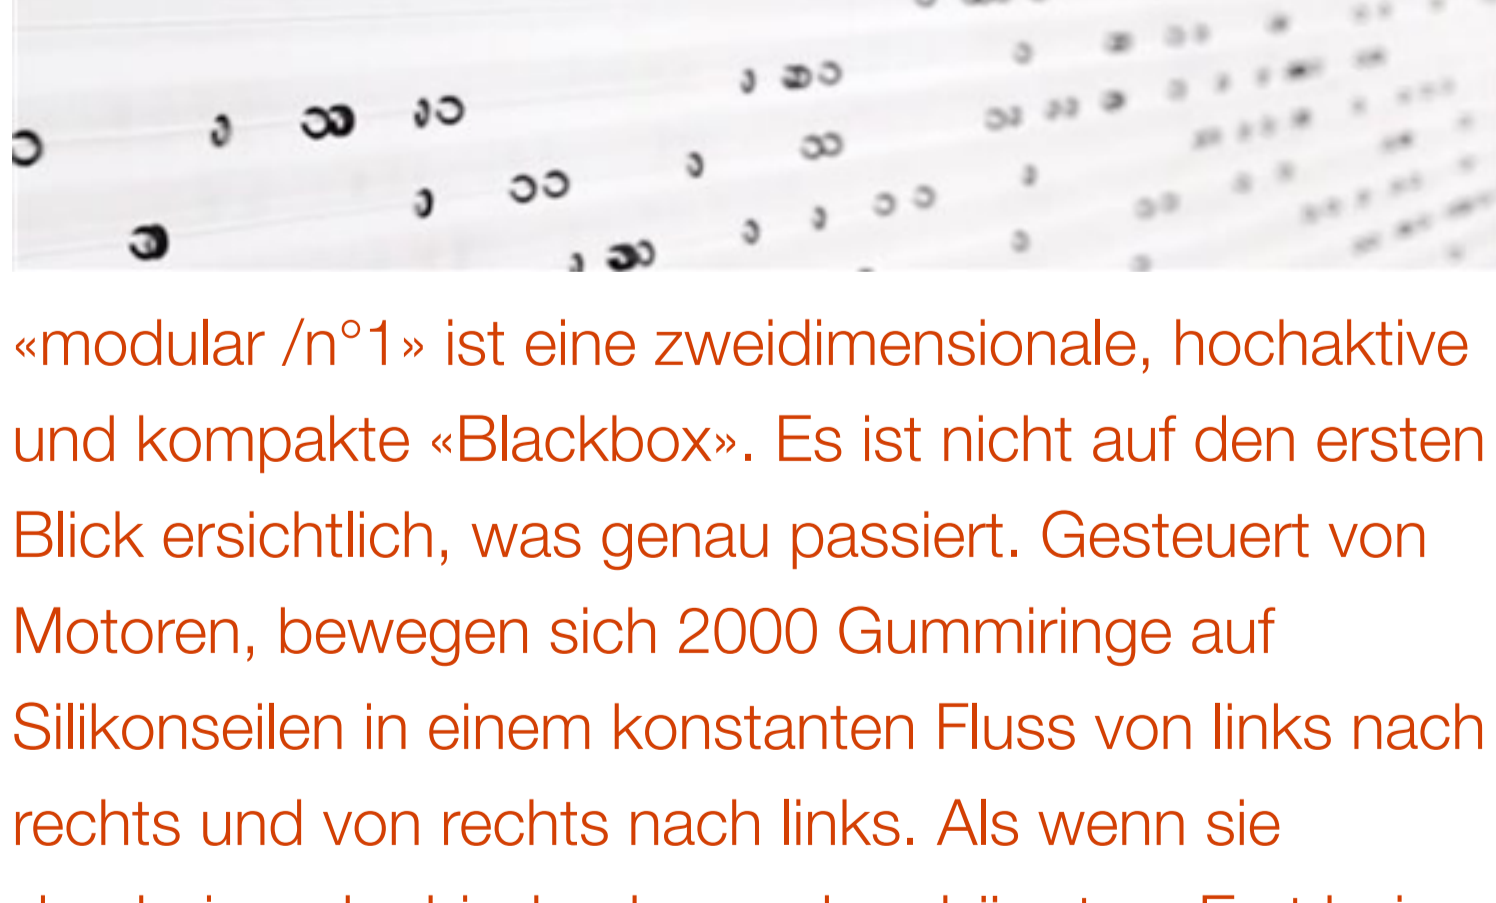 «modular /n°1» ist eine zweidimensionale, hochaktive
und kompakte «Blackbox». Es ist nicht auf den ersten
Blick ersichtlich, was genau passiert. Gesteuert von
Motoren, bewegen sich 2000 Gummiringe auf
Silikonseilen in einem konstanten Fluss von links nach
rechts und von rechts nach links. Als wenn sie